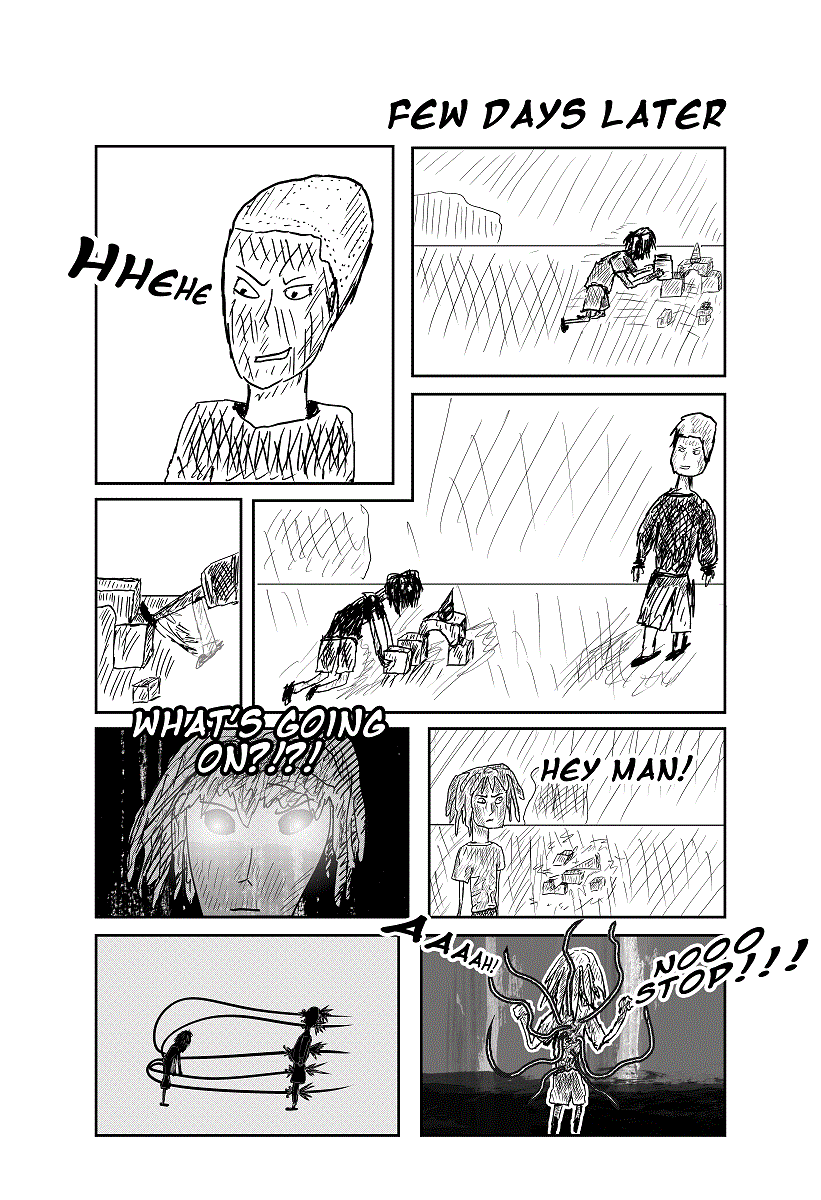 FEW DAYS LATER
HHEHE
WHAT'S GOING
ON?!?!
HEY MAN!
AAAAH!
NOOO
STOP!!!